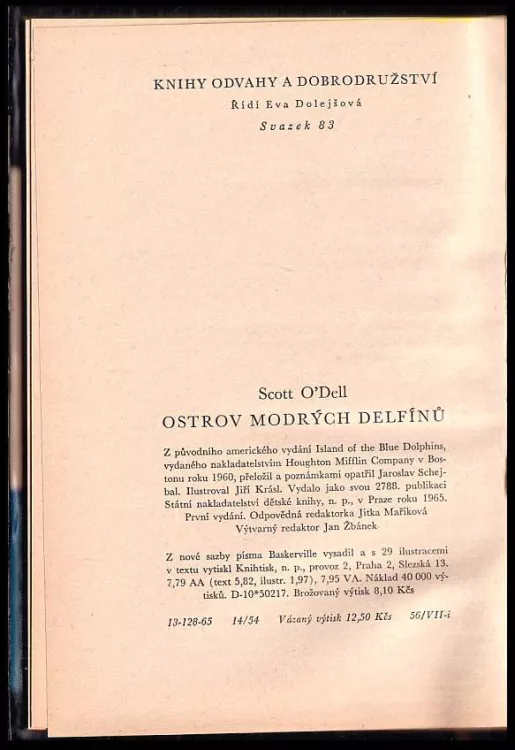 KNIHY ODVAHY A DOBRODRUŽSTVÍ
Řídí Eva Dolejšová
Svazek 83
Scott O'Dell
OSTROV MODRÝCH DELFÍNŮ
Z původního amerického vydání Island of the Blue Dolphins,
vydaného nakladatelstvím Houghton Mifflin Company v Bos-
tonu roku 1960, přeložil a poznámkami opatřil Jaroslav Schej-
bal. Ilustroval Jiří Krásl. Vydalo jako svou 2788. publikaci
Státní nakladatelství dětské knihy, n. p., v Praze roku 1965.
První vydání. Odpovědná redaktorka Jitka Maříková
Výtvarný redaktor Jan Žbánek
Z nové sazby písma Baskerville vysadil a s 29 ilustracemi
v textu vytiskl Knihtisk, n. p., provoz 2, Praha 2, Slezská 13.
7,79 AA (text 5,82, ilustr. 1,97), 7,95 VA. Náklad 40 000 vý-
tisků. D-10*50217. Brožovaný výtisk 8,10 Kčs
13-128-65 14/54 Vázaný výtisk 12,50 Kčs 56/VII-i